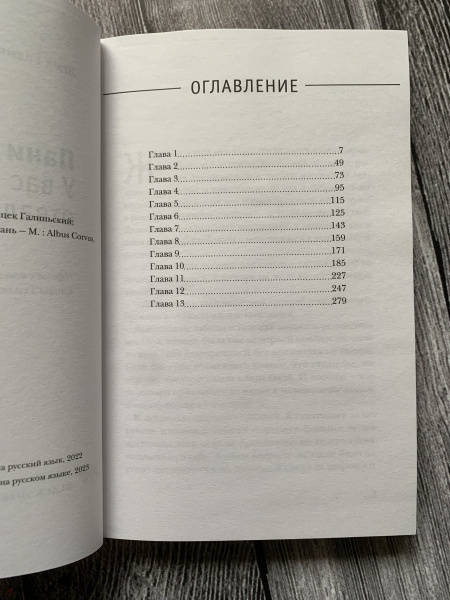 цек Галиньский:
ань – М. : Albus Corvus,
а русский язык, 2022
на русском языке, 2023
ОГЛАВЛЕНИЕ
Глава 1 7
Глава 2 49
Глава 3 73
Глава 4 95
Глава 5 115
Глава 6 125
Глава 7 143
Глава 8 159
Глава 9 171
Глава 10 185
Глава 11 227
Глава 12 247
Глава 13 279